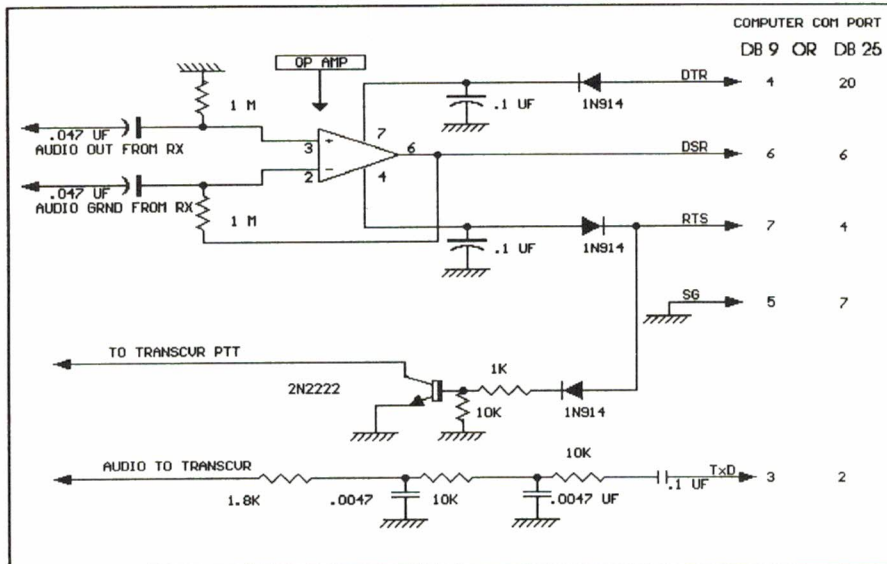 COMPUTER COM PORT
DB 9 OR DB 25
OP AMP
DTR 4 20
1 M
.1 UF
1N914
.047 UF
AUDIO OUT FROM RX
3 + 7 6
DSR 6 6
2 - 4
.047 UF
AUDIO GRND FROM RX
1 M
RTS 7 4
.1 UF
1N914
SG 5 7
TO TRANSCVR PTT
1K
2N2222
10K
1N914
10K
AUDIO TO TRANSCVR
TxD 3 2
.1 UF
1.8K
.0047
10K
.0047 UF